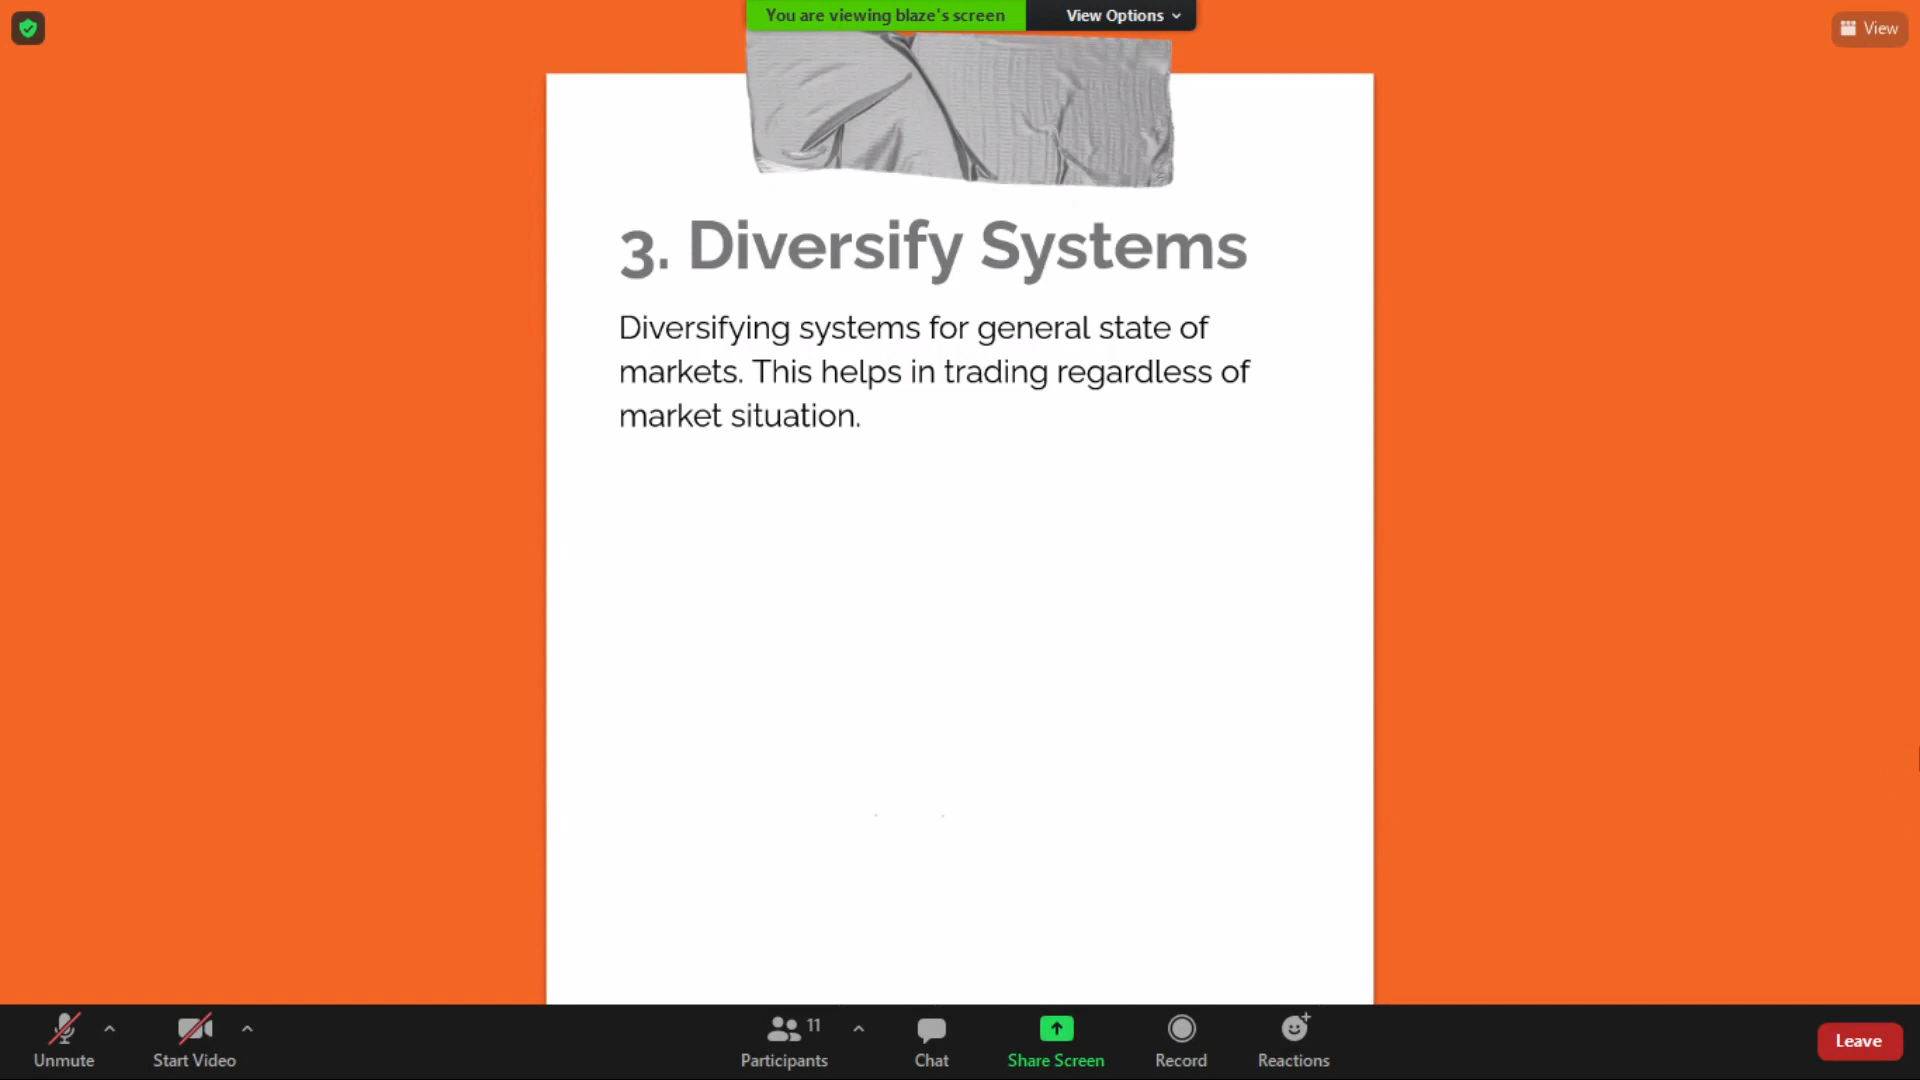 You are viewing blaze's screen
View Options
View
3. Diversify Systems
Diversifying systems for general state of
markets. This helps in trading regardless of
market situation.
Unmute
Start Video
11
Participants
Chat
Share Screen
Record
Reactions
Leave